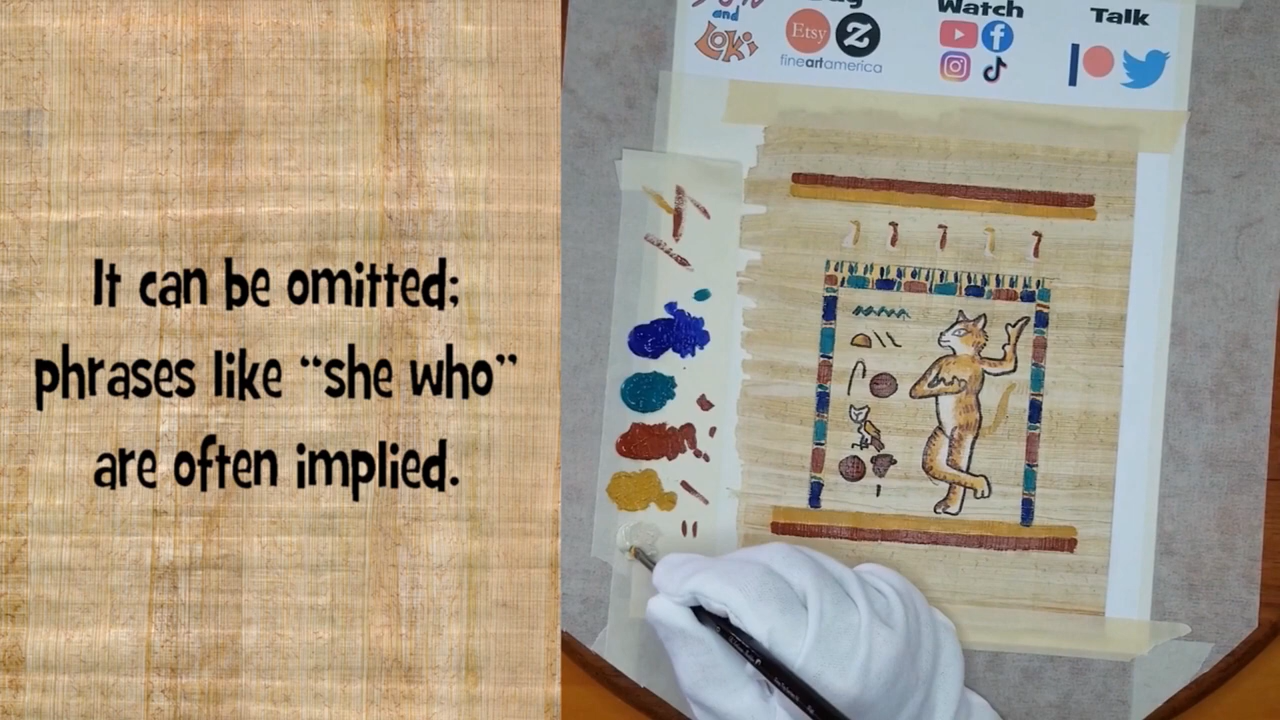 It can be omitted;
phrases like “she who”
are often implied.
and
Loki
Etsy
Z
fineartamerica
Watch
Talk